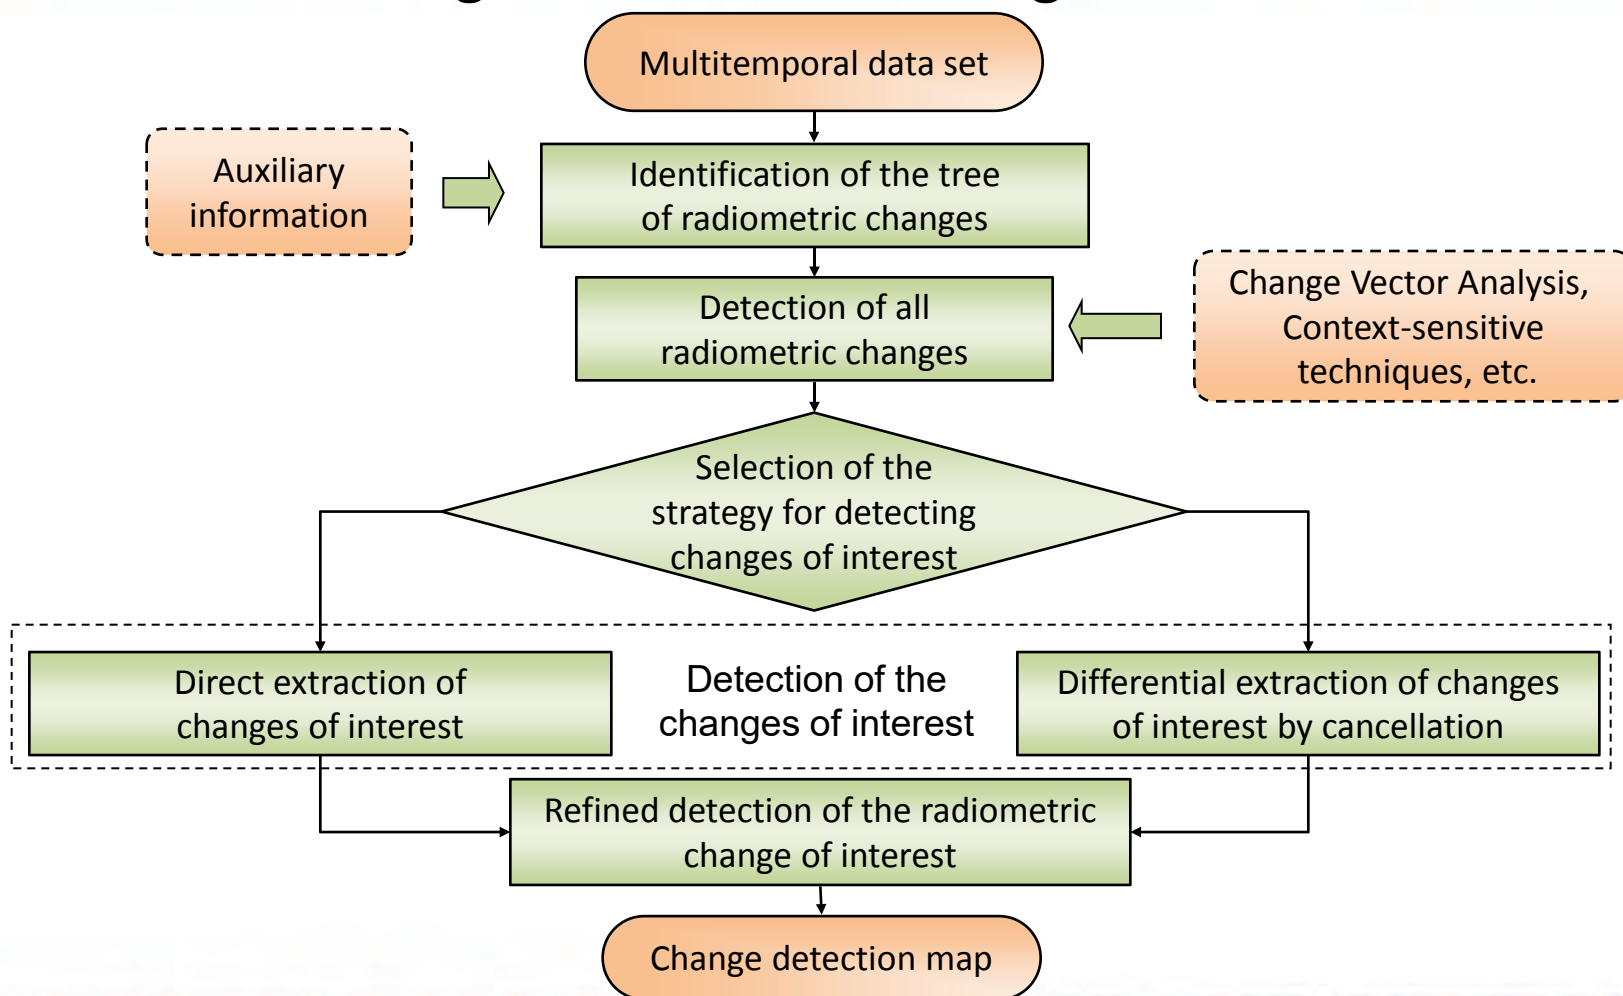 Multitemporal data set
Auxiliary
information
Identification of the tree
of radiometric changes
Detection of all
radiometric changes
Change Vector Analysis,
Context-sensitive
techniques, etc.
Selection of the
strategy for detecting
changes of interest
Direct extraction of
changes of interest
Detection of the
changes of interest
Differential extraction of changes
of interest by cancellation
Refined detection of the radiometric
change of interest
Change detection map